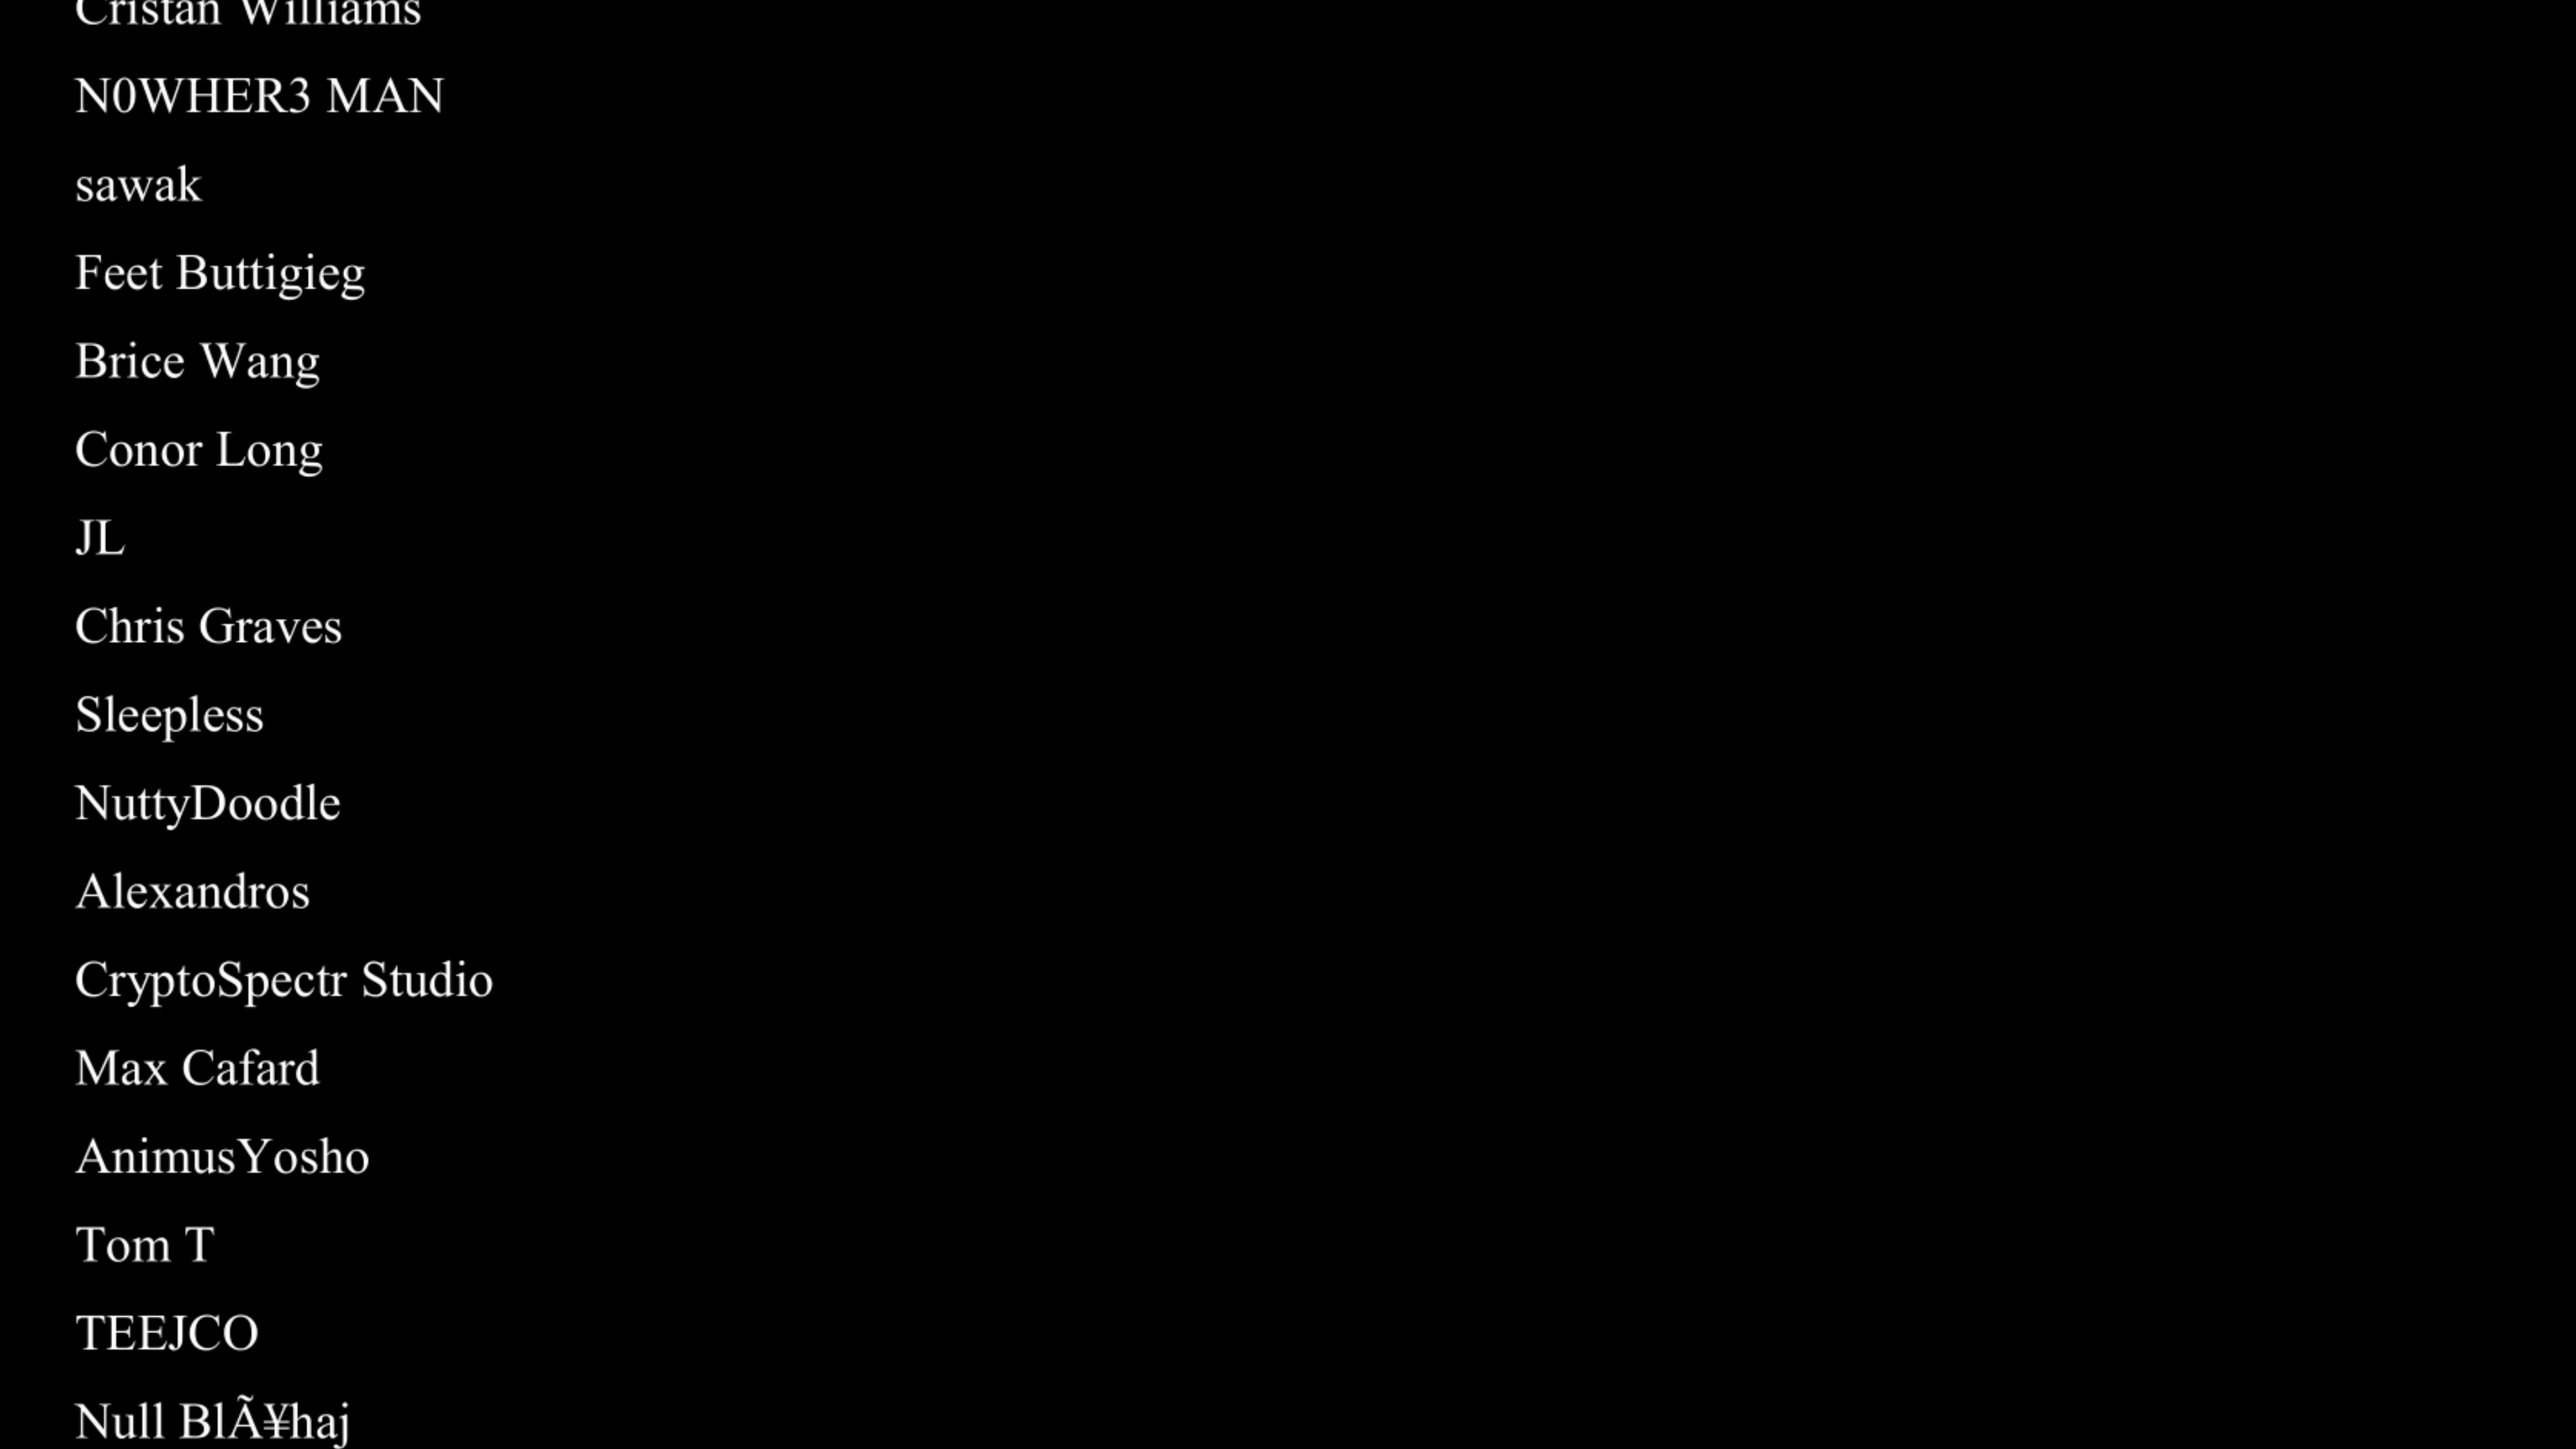 Cristan Williams
N0WHER3 MAN
sawak
Feet Buttigieg
Brice Wang
Conor Long
JL
Chris Graves
Sleepless
NuttyDoodle
Alexandros
CryptoSpectr Studio
Max Cafard
AnimusYosho
Tom T
TEEJCO
Null BlÃ¥haj